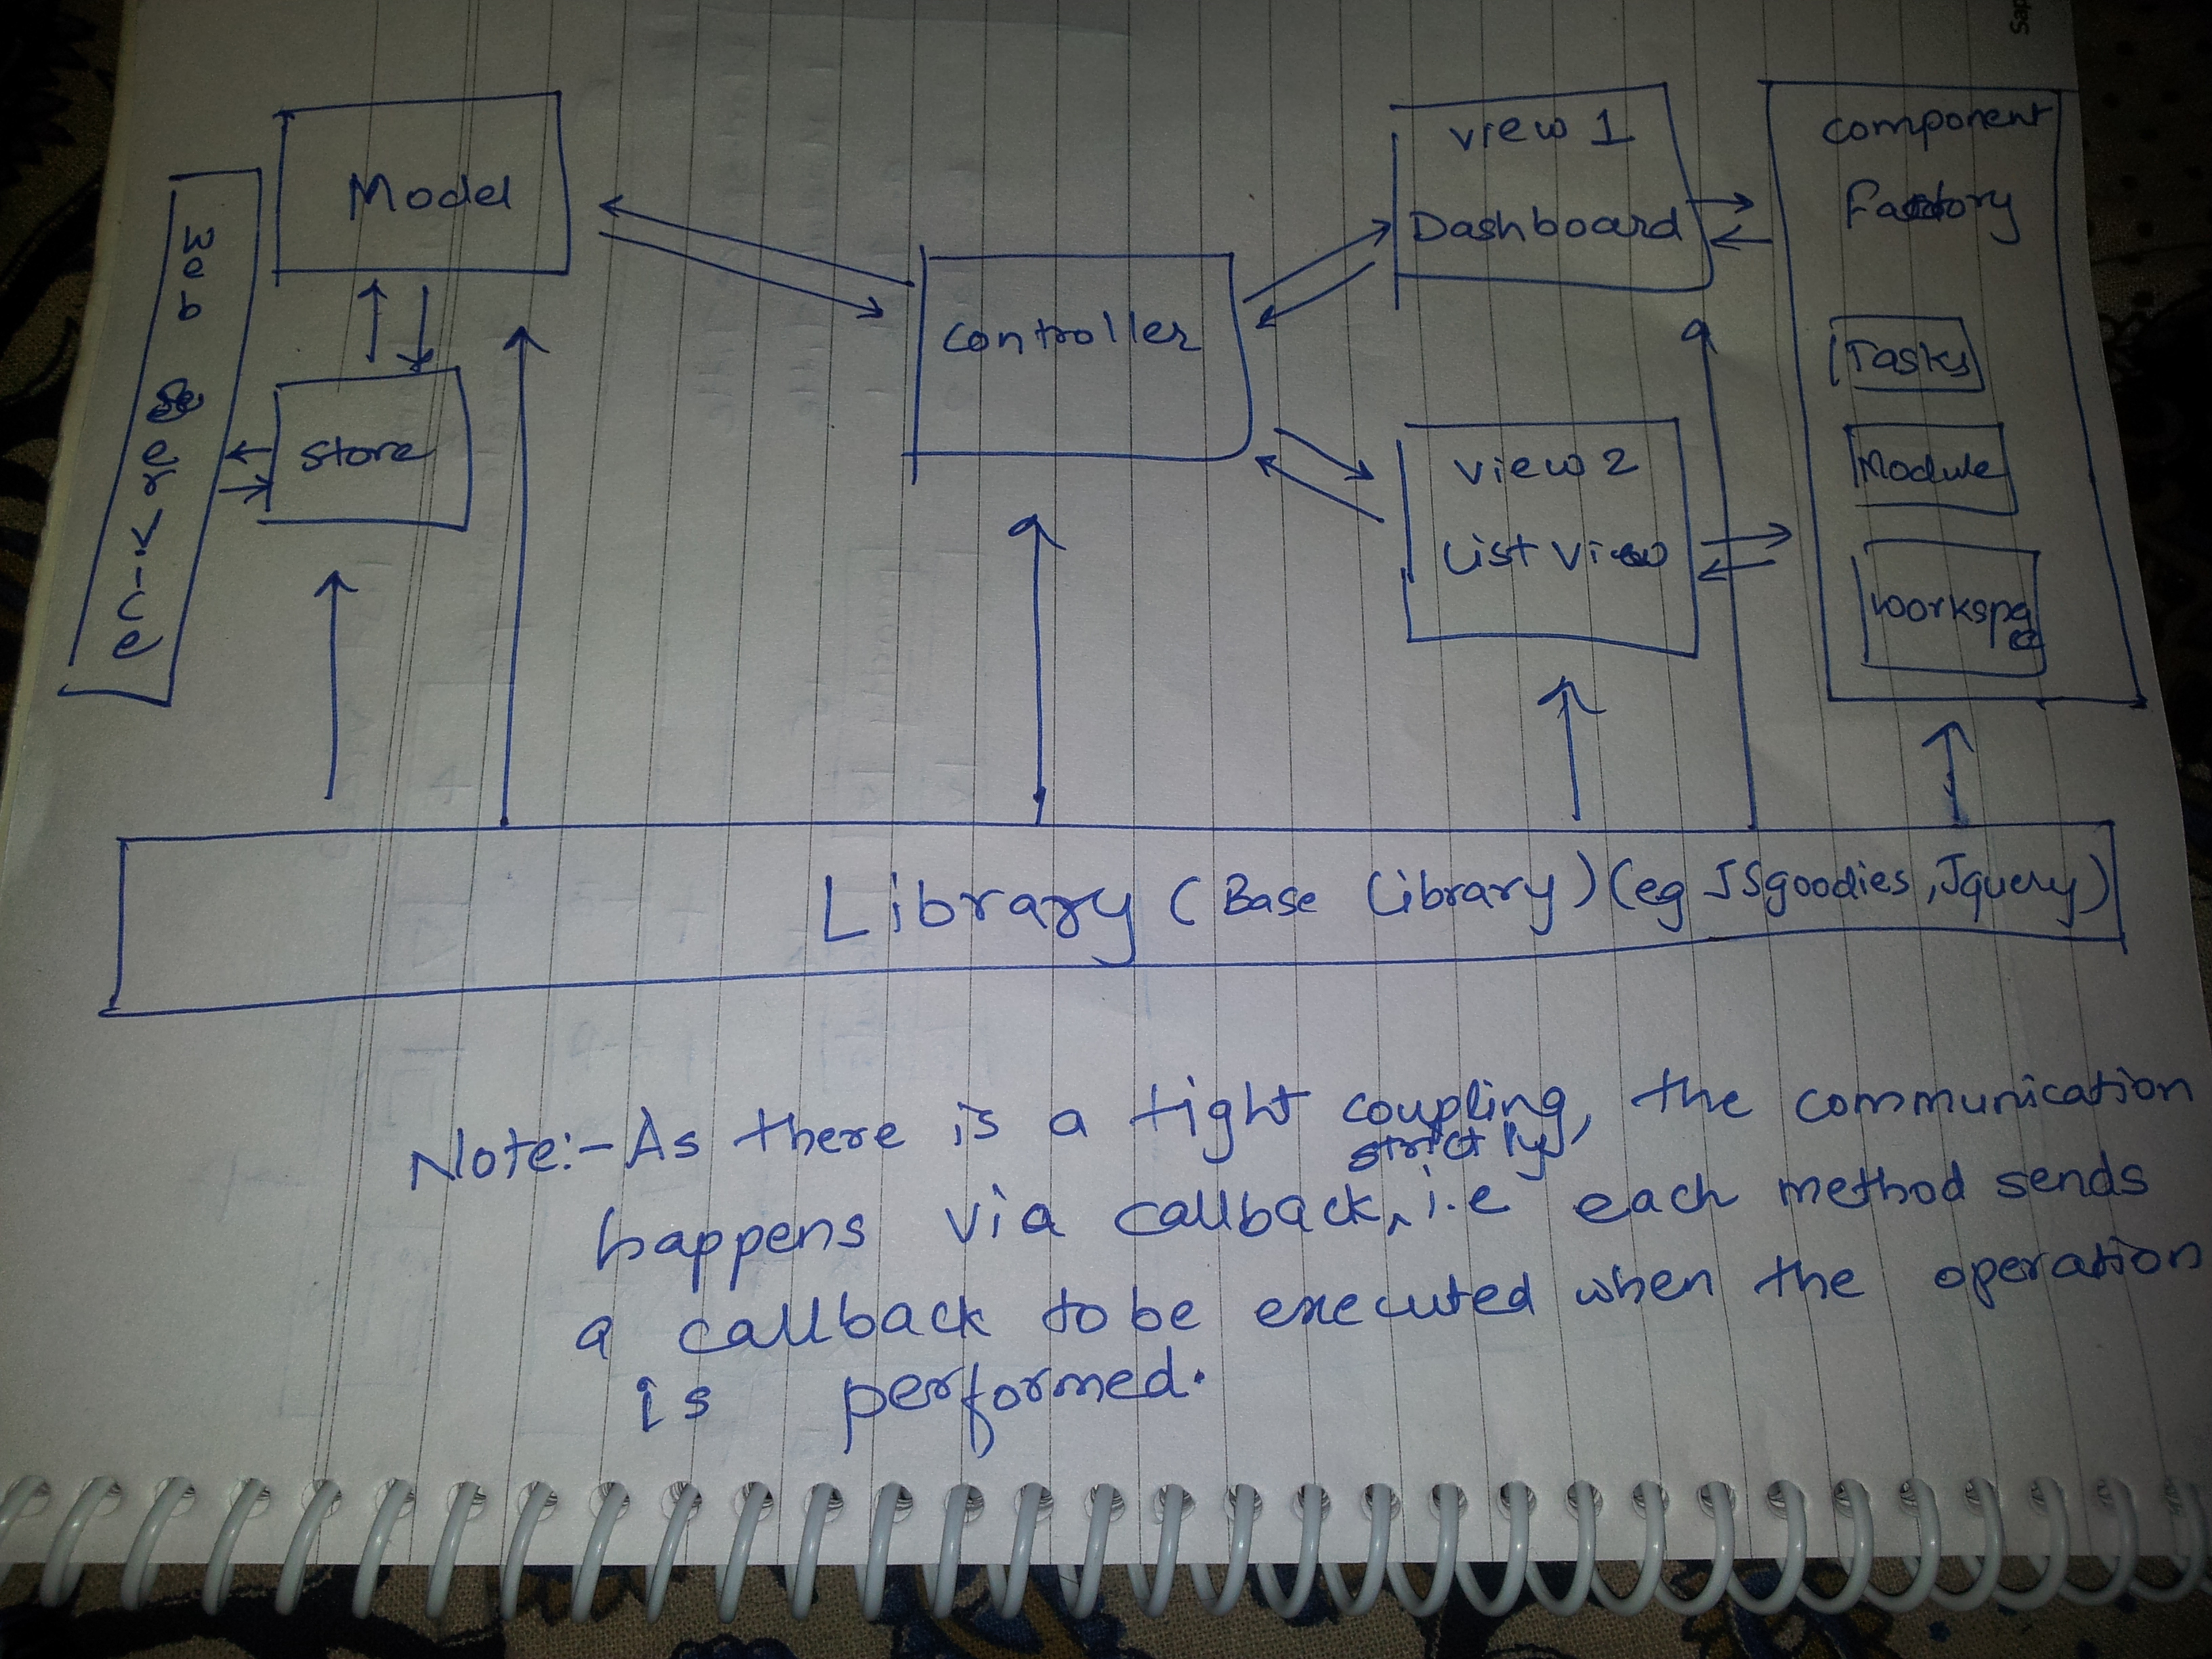 Web Service
Model
Store
Controller
View 1
Dashboard
View 2
List View
component
Factory
Tasks
Module
Workspace
Library (Base Library) (eg JSgoodies, Jquery)
Note:- As there is a tight coupling, the communication
happens via a callback, strictly, i.e each method sends
a callback to be executed when the operation
is performed.